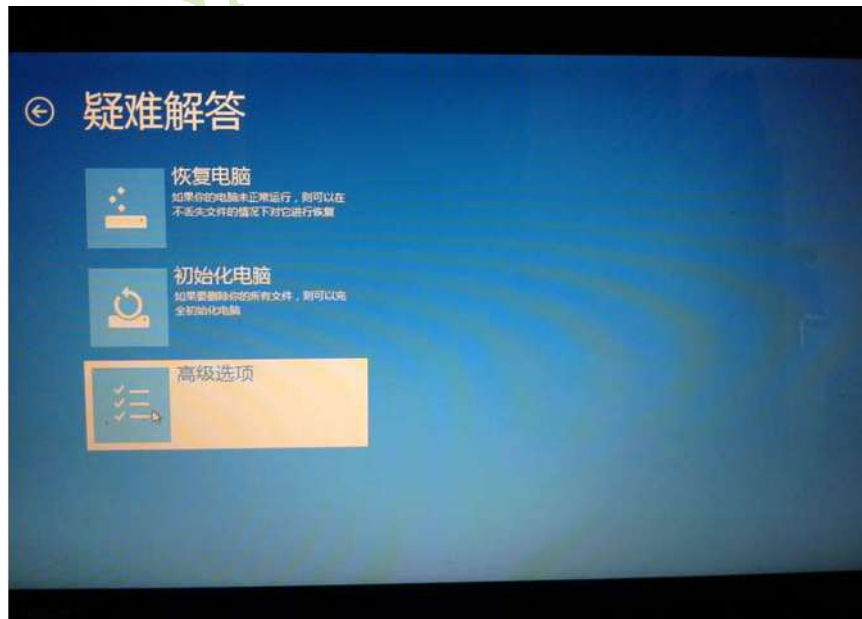 疑难解答
恢复电脑
如果你的电脑未正常运行，则可以在
不丢失文件的情况下对它进行恢复
初始化电脑
如果要删除你的所有文件，则可以完
全初始化电脑
高级选项